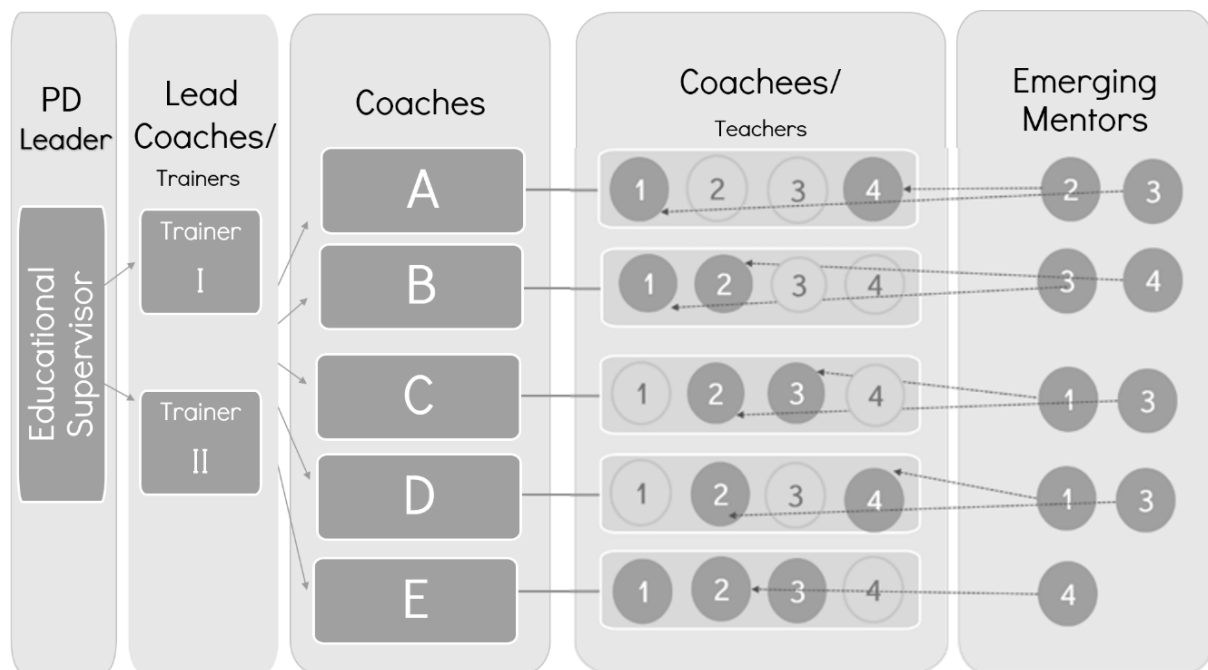 PD
Leader
Educational
Supervisor
Lead
Coaches/
Trainers
Trainer
I
Trainer
II
Coaches
A
B
C
D
E
Coachees/
Teachers
1 2 3 4
1 2 3 4
1 2 3 4
1 2 3 4
1 2 3 4
Emerging
Mentors
2 3
3 4
1 3
1 3
4